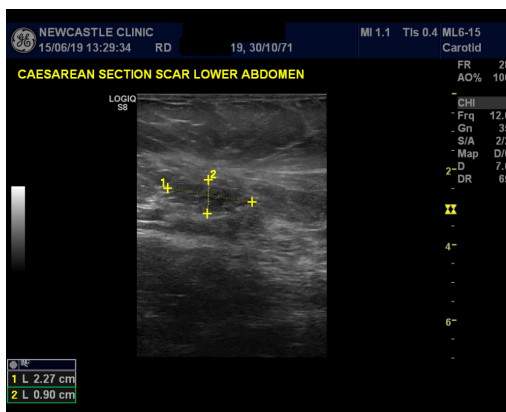 NEWCASTLE CLINIC
15/06/19 13:29:34 RD 19, 30/10/71
MI 1.1 TIs 0.4 ML6-15
Carotid
CAESAREAN SECTION SCAR LOWER ABDOMEN
FR
AO%
CHI
Frq
Gn
S/A
Map
D
DR
LOGIQ
S8
1
2
2
4
6
1 L 2.27 cm
2 L 0.90 cm